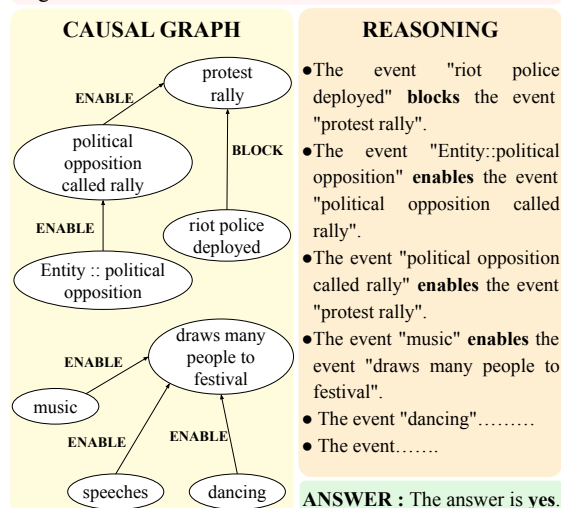 CAUSAL GRAPH
protest
rally
ENABLE
political
opposition
called rally
BLOCK
ENABLE
riot police
deployed
Entity :: political
opposition
draws many
people to
festival
ENABLE
music
ENABLE
ENABLE
speeches
dancing
REASONING
●The event "riot police
deployed" blocks the event
"protest rally".
●The event "Entity::political
opposition" enables the event
"political opposition called
rally".
●The event "political opposition
called rally" enables the event
"protest rally".
●The event "music" enables the
event "draws many people to
festival".
● The event "dancing"………
● The event…….
ANSWER : The answer is yes.